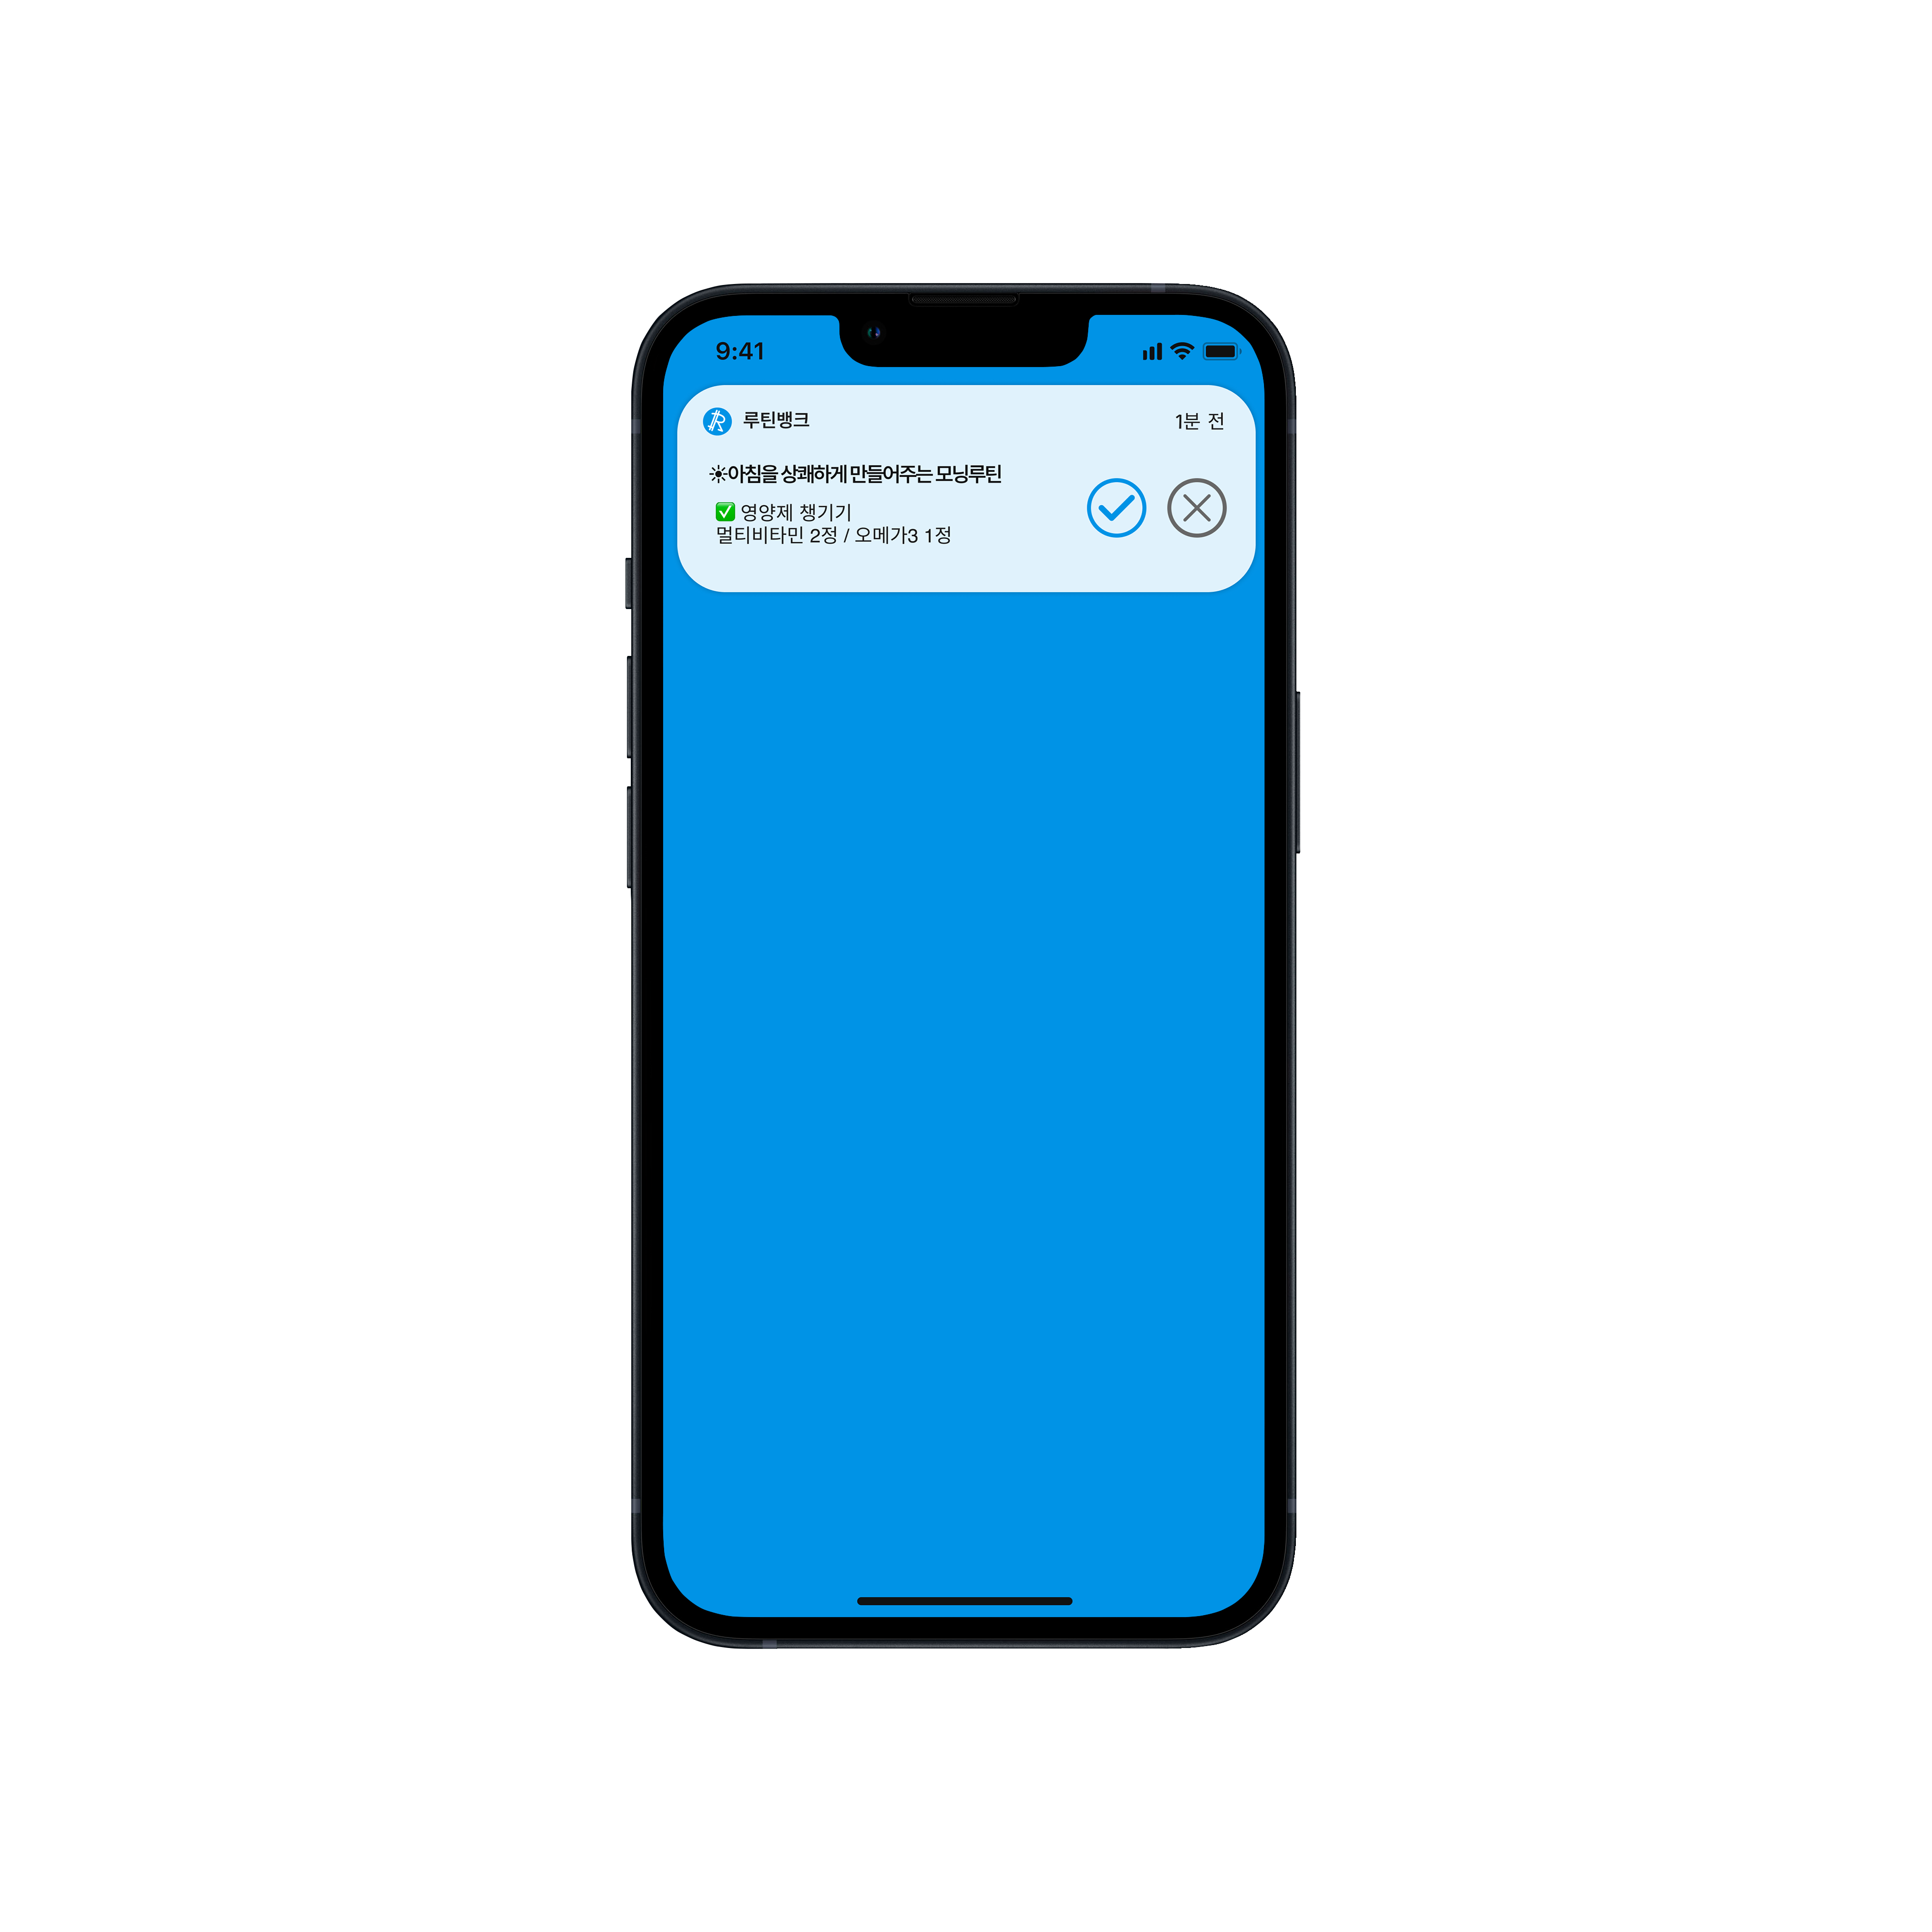 9:41
루틴뱅크
1분 전
☀아침을 상쾌하게 만들어주는 모닝루틴
✅ 영양제 챙기기
멀티비타민 2정 / 오메가3 1정